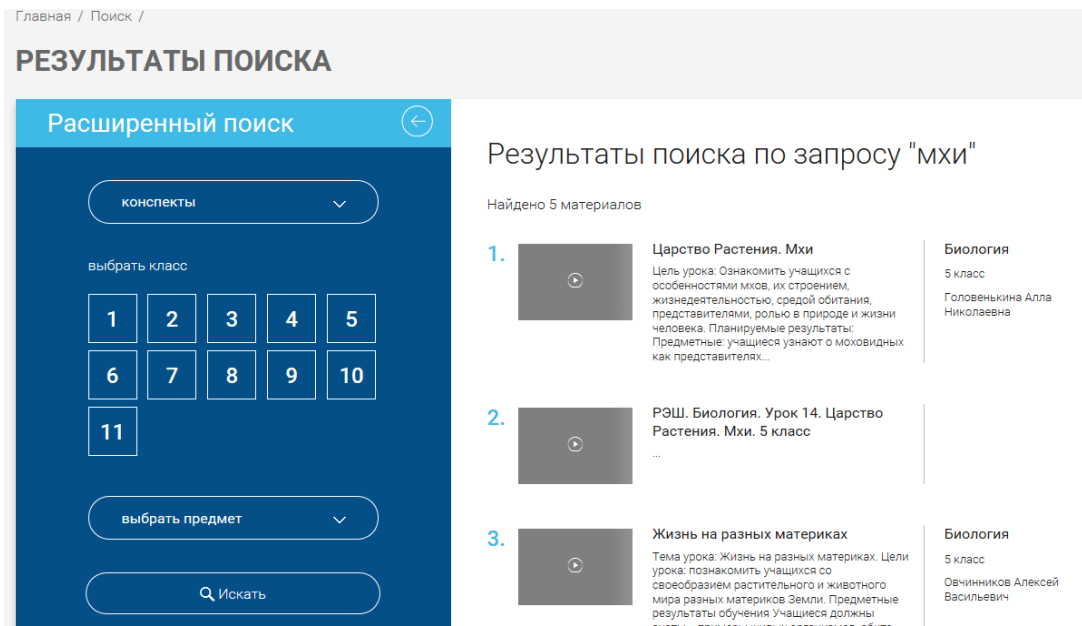 Главная / Поиск /
РЕЗУЛЬТАТЫ ПОИСКА
Расширенный поиск
конспекты
выбрать класс
1 2 3 4 5
6 7 8 9 10
11
выбрать предмет
Искать
Результаты поиска по запросу "мхи"
Найдено 5 материалов
1.
Царство Растения. Мхи
Цель урока: Ознакомить учащихся с
особенностями мхов, их строением,
жизнедеятельностью, средой обитания,
представителями, ролью в природе и жизни
человека. Планируемые результаты:
Предметные: учащиеся узнают о моховидных
как представителях...
Биология
5 класс
Головенькина Алла
Николаевна
2.
РЭШ. Биология. Урок 14. Царство
Растения. Мхи. 5 класс
...
3.
Жизнь на разных материках
Тема урока: Жизнь на разных материках. Цели
урока: познакомить учащихся со
своеобразием растительного и животного
мира разных материков Земли. Предметные
результаты обучения Учащиеся должны
Биология
5 класс
Овчинников Алексей
Васильевич